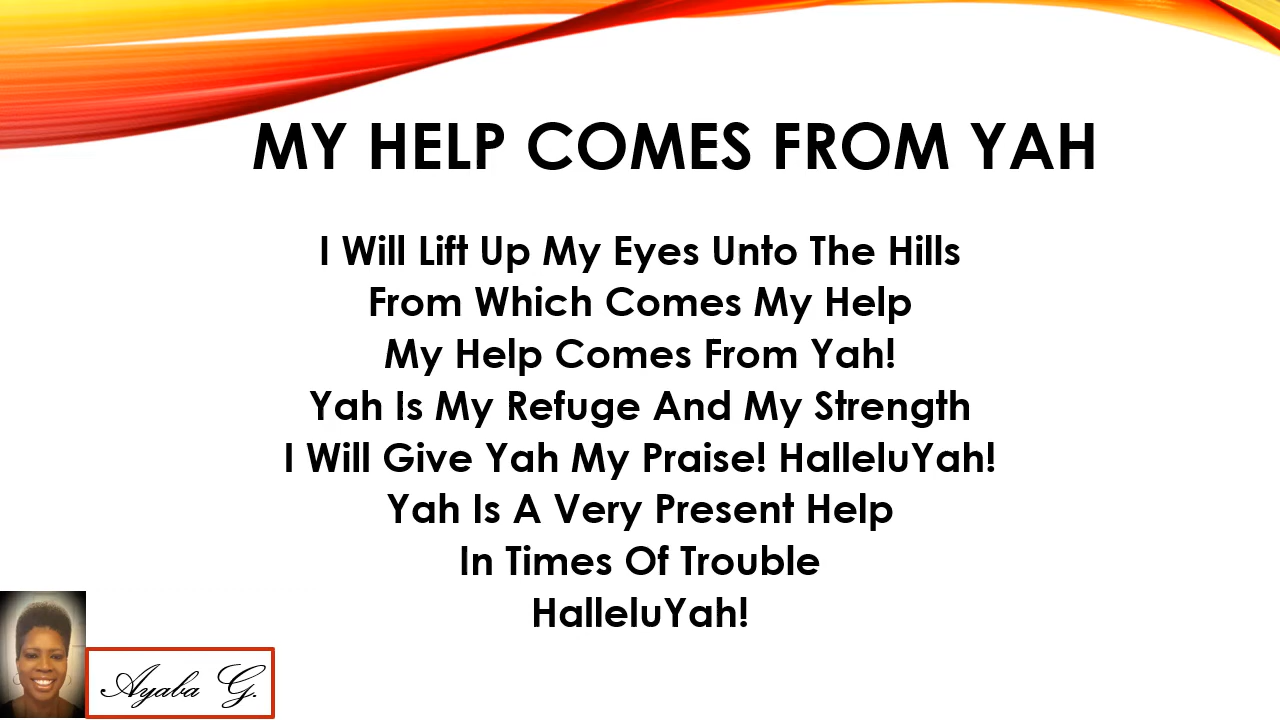 MY HELP COMES FROM YAH
I Will Lift Up My Eyes Unto The Hills
From Which Comes My Help
My Help Comes From Yah!
Yah Is My Refuge And My Strength
I Will Give Yah My Praise! HalleluYah!
Yah Is A Very Present Help
In Times Of Trouble
HalleluYah!
Ayaba G.